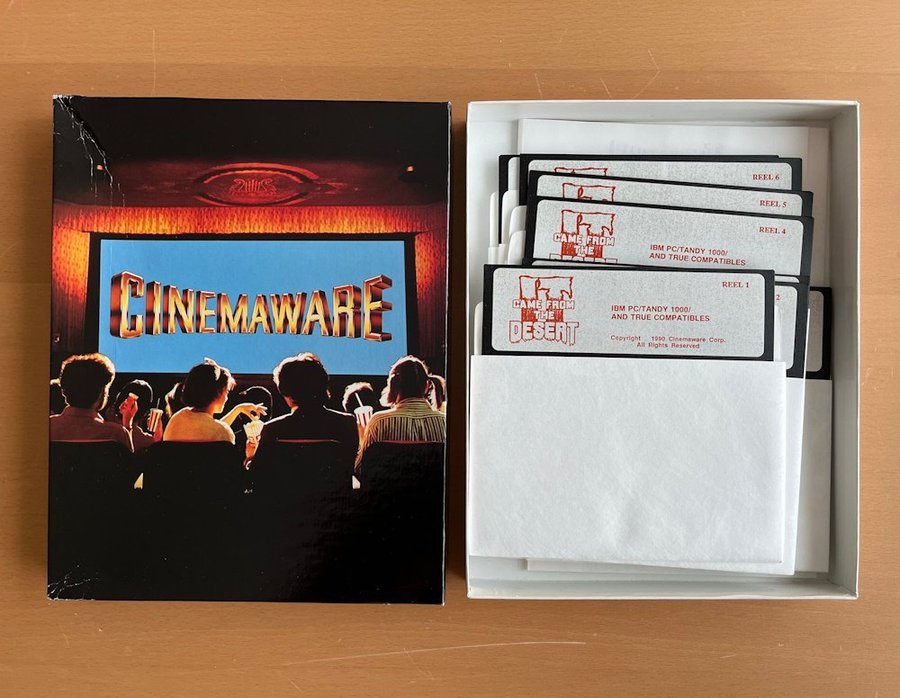 CINEMAWARE
REEL 6
REEL 5
REEL 4
CAME FROM
THE
IBM PC/TANDY 1000/
AND TRUE COMPATIBLES
2
REEL 1
IT
CAME FROM
THE
DESERT
IBM PC/TANDY 1000/
AND TRUE COMPATIBLES
Copyright 1990 Cinemaware Corp.
All Rights Reserved